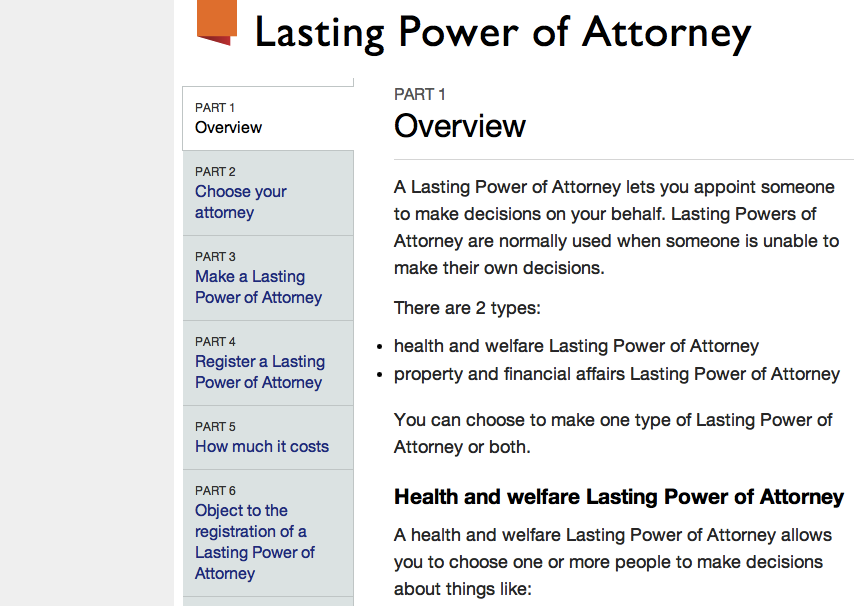 Lasting Power of Attorney
PART 1
Overview
PART 2
Choose your
attorney
PART 3
Make a Lasting
Power of Attorney
PART 4
Register a Lasting
Power of Attorney
PART 5
How much it costs
PART 6
Object to the
registration of a
Lasting Power of
Attorney
PART 1
Overview
A Lasting Power of Attorney lets you appoint someone
to make decisions on your behalf. Lasting Powers of
Attorney are normally used when someone is unable to
make their own decisions.
There are 2 types:
• health and welfare Lasting Power of Attorney
• property and financial affairs Lasting Power of Attorney
You can choose to make one type of Lasting Power of
Attorney or both.
Health and welfare Lasting Power of Attorney
A health and welfare Lasting Power of Attorney allows
you to choose one or more people to make decisions
about things like: